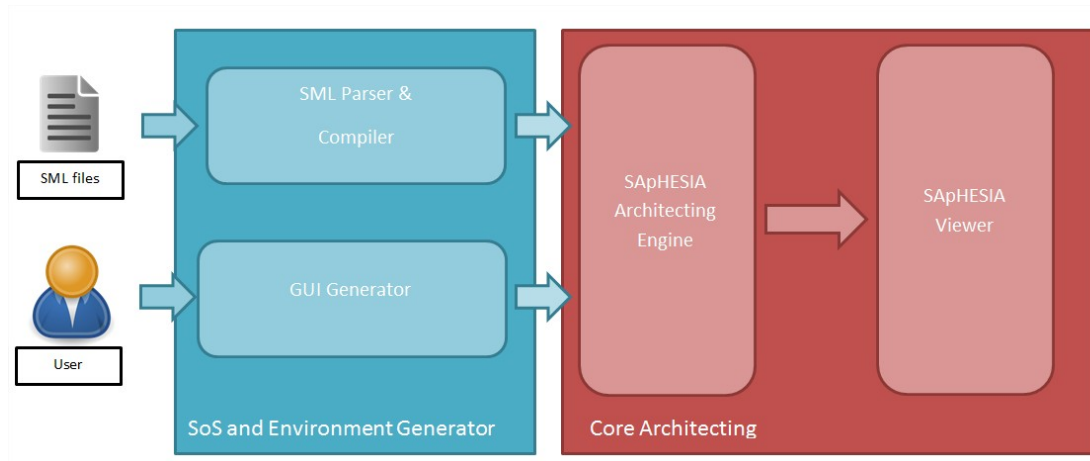 SML files
User
SML Parser &
Compiler
GUI Generator
SoS and Environment Generator
SApHESIA
Architecting
Engine
SApHESIA
Viewer
Core Architecting